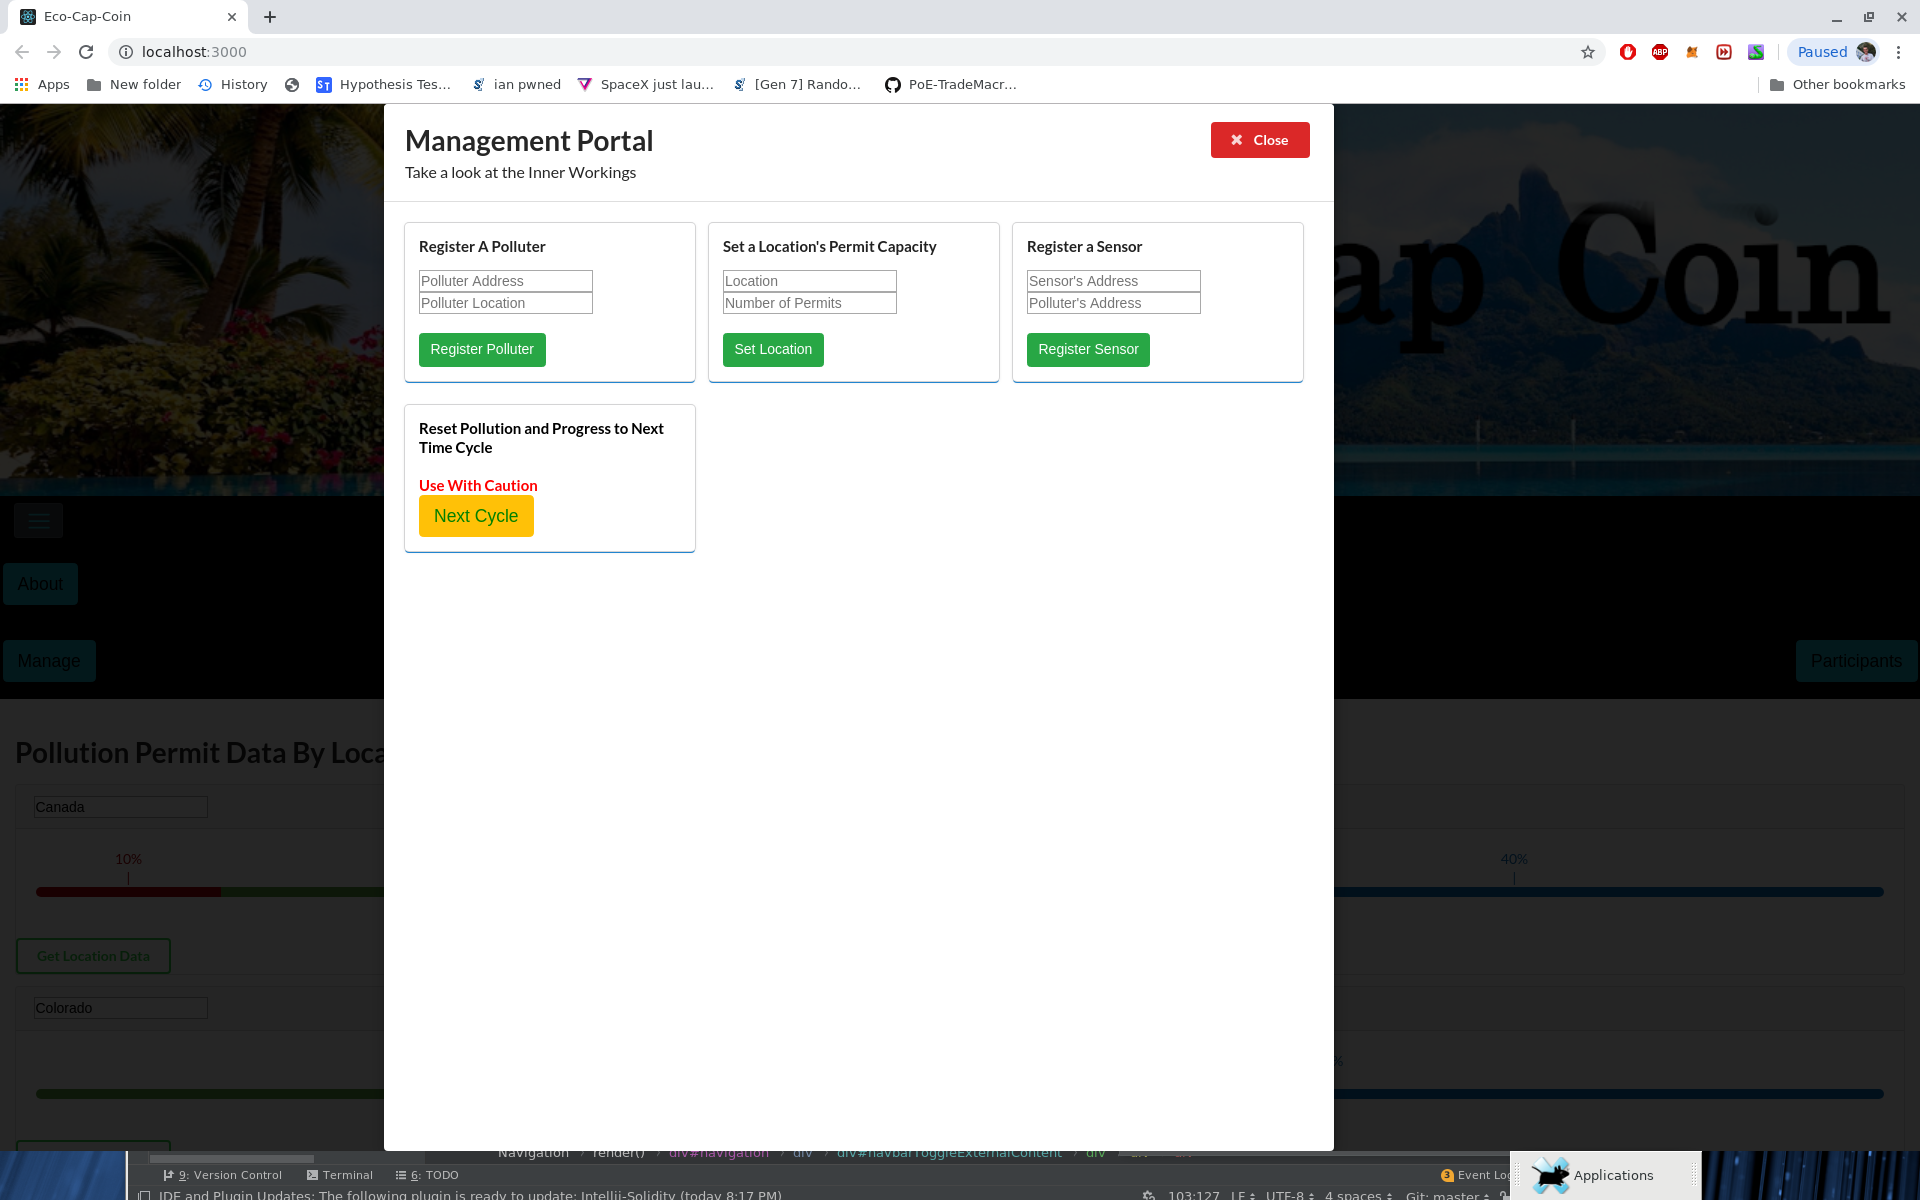 Eco-Cap-Coin
localhost:3000
Paused
Apps
New folder
History
Hypothesis Tes...
ian pwned
SpaceX just lau...
[Gen 7] Rando...
PoE-TradeMacr...
Other bookmarks
Management Portal
Close
Take a look at the Inner Workings
ap Coin
Register A Polluter
Polluter Address
Polluter Location
Register Polluter
Set a Location's Permit Capacity
Location
Number of Permits
Set Location
Register a Sensor
Sensor's Address
Polluter's Address
Register Sensor
Reset Pollution and Progress to Next
Time Cycle
Use With Caution
Next Cycle
About
Manage
Participants
Pollution Permit Data By Loca
Canada
10%
40%
Get Location Data
Colorado
%
Navigation render() div#navigation div div#navbarToggleExternalContent div
9: Version Control
Terminal
6: TODO
3 Event Log
IDE and Plugin Updates: The following plugin is ready to update: Intellij-Solidity (today 8:17 PM)
103:127 LF UTF-8 4 spaces Git: master
Applications